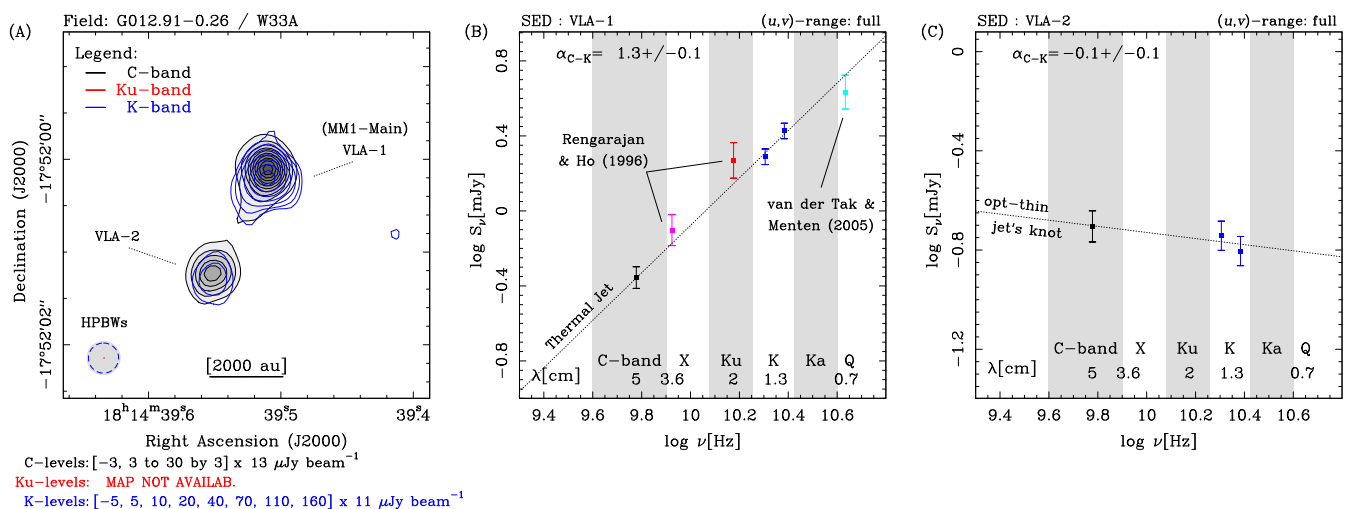 (A)
Field: G012.91−0.26 / W33A
Legend:
C−band
Ku−band
K−band
(MM1−Main)
VLA−1
VLA−2
HPBWs
[2000 au]
Declination (J2000)
−17°52′00″
−17°52′02″
18ʰ14ᵐ39ˢ.6
39ˢ.5
39ˢ.4
Right Ascension (J2000)
C−levels: [−3, 3 to 30 by 3] x 13 μJy beam⁻¹
Ku−levels: MAP NOT AVAILAB.
K−levels: [−5, 5, 10, 20, 40, 70, 110, 160] x 11 μJy beam⁻¹
(B)
SED : VLA−1
(u,v)−range: full
α_C−K= 1.3+/−0.1
Rengarajan
& Ho (1996)
van der Tak &
Menten (2005)
Thermal Jet
C−band X Ku K Ka Q
λ[cm] 5 3.6 2 1.3 0.7
log S_ν[mJy]
0.8
0.4
0
−0.4
−0.8
9.4 9.6 9.8 10 10.2 10.4 10.6
log ν[Hz]
(C)
SED : VLA−2
(u,v)−range: full
α_C−K= −0.1+/−0.1
opt−thin
jet's knot
C−band X Ku K Ka Q
λ[cm] 5 3.6 2 1.3 0.7
log S_ν[mJy]
0
−0.4
−0.8
−1.2
9.4 9.6 9.8 10 10.2 10.4 10.6
log ν[Hz]